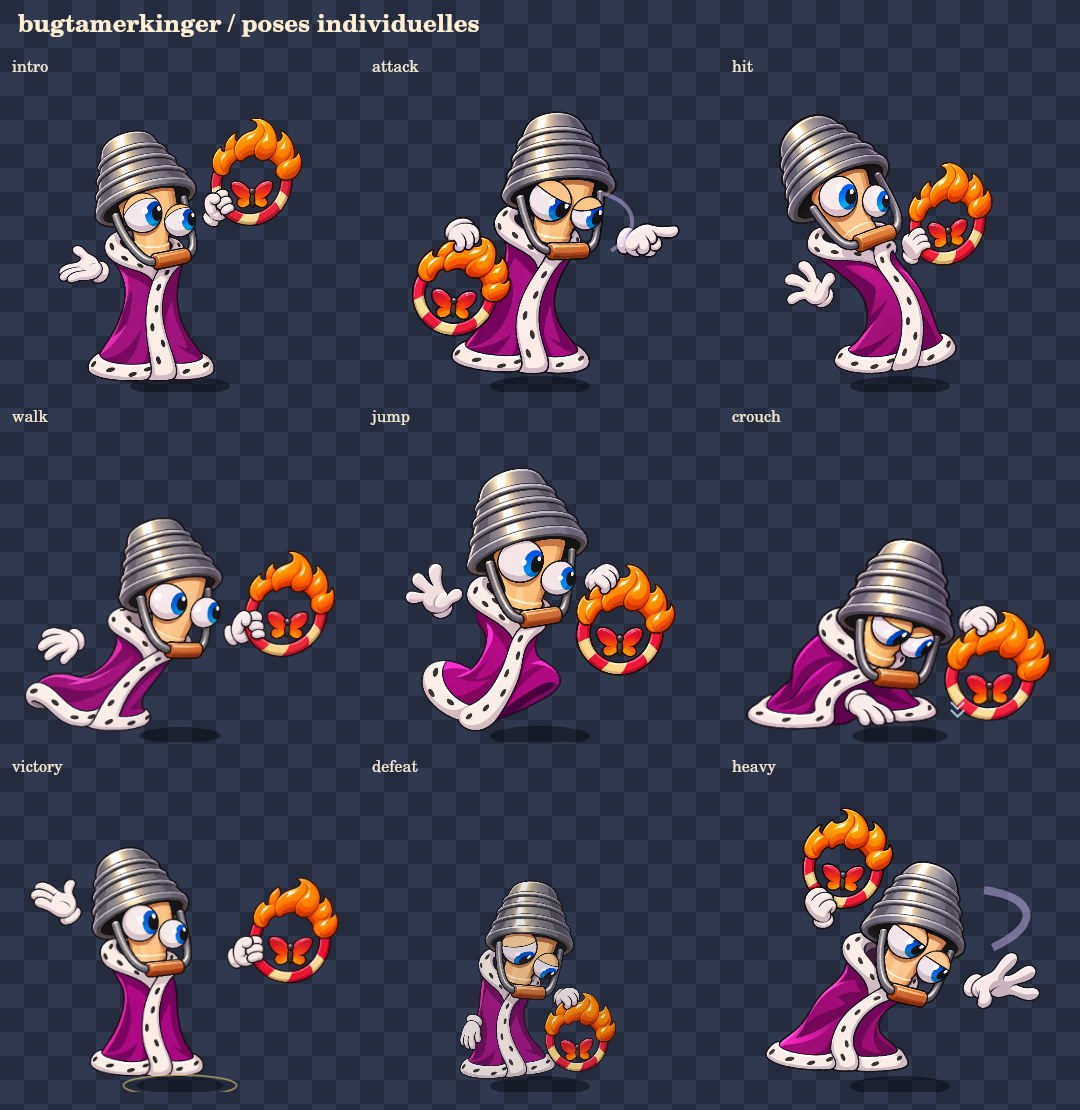 bugtamerkinger / poses individuelles
intro
attack
hit
walk
jump
crouch
victory
defeat
heavy